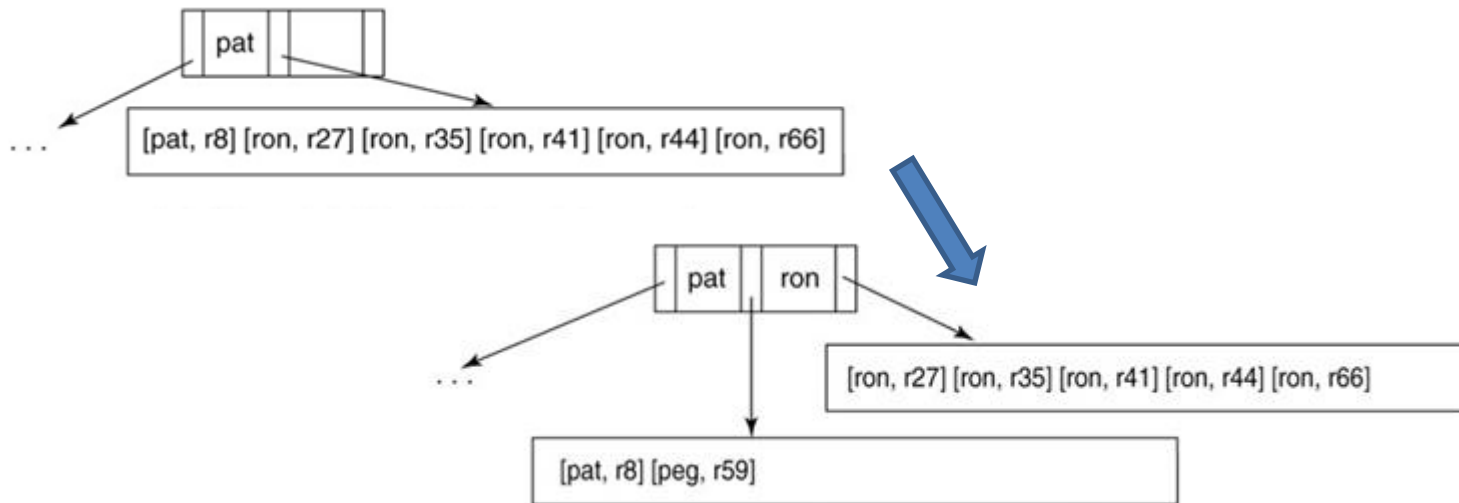 pat
. . .
[pat, r8] [ron, r27] [ron, r35] [ron, r41] [ron, r44] [ron, r66]
pat ron
. . .
[ron, r27] [ron, r35] [ron, r41] [ron, r44] [ron, r66]
[pat, r8] [peg, r59]